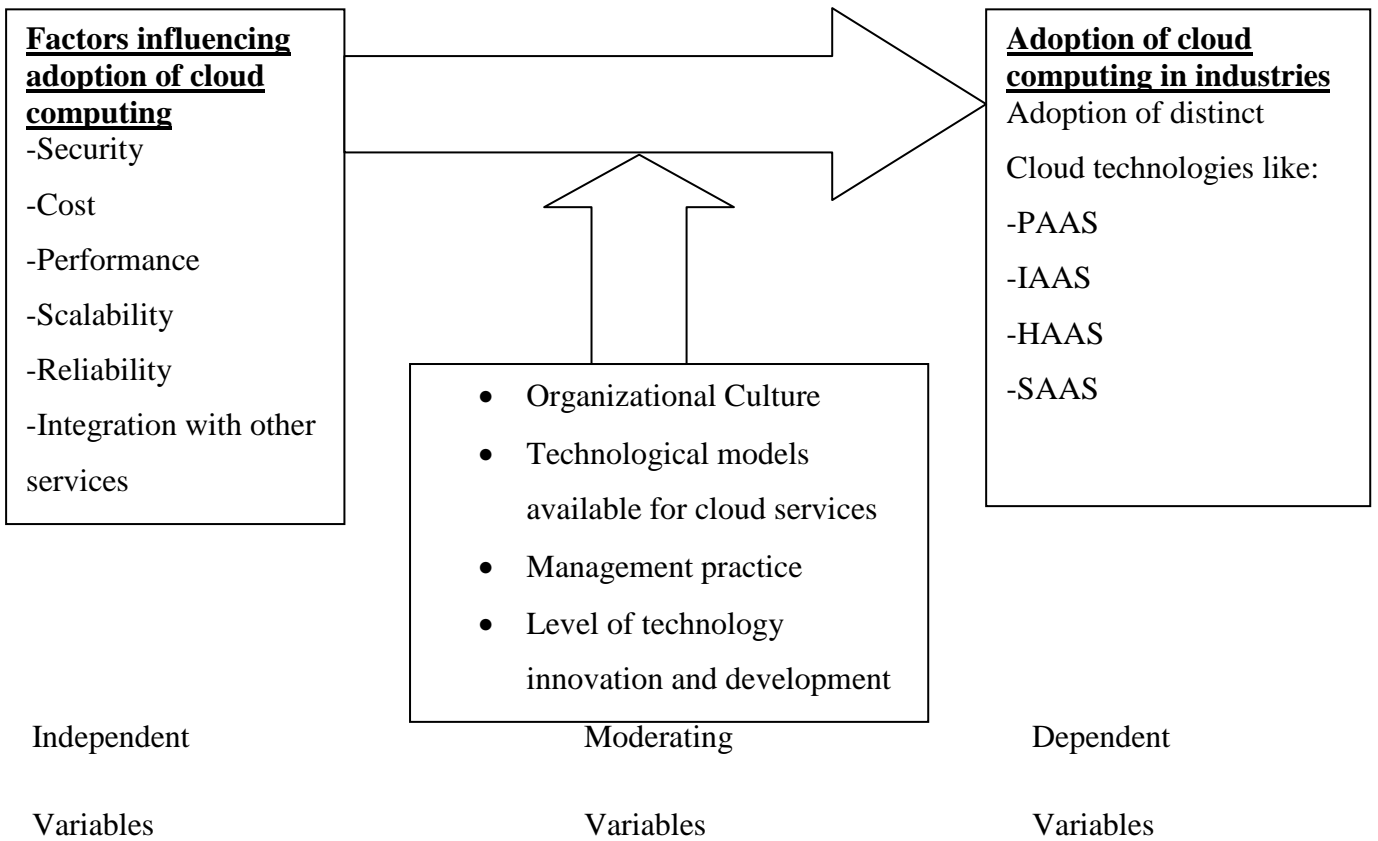 Factors influencing
adoption of cloud
computing
-Security
-Cost
-Performance
-Scalability
-Reliability
-Integration with other
services
• Organizational Culture
• Technological models
available for cloud services
• Management practice
• Level of technology
innovation and development
Adoption of cloud
computing in industries
Adoption of distinct
Cloud technologies like:
-PAAS
-IAAS
-HAAS
-SAAS
Independent
Variables
Moderating
Variables
Dependent
Variables